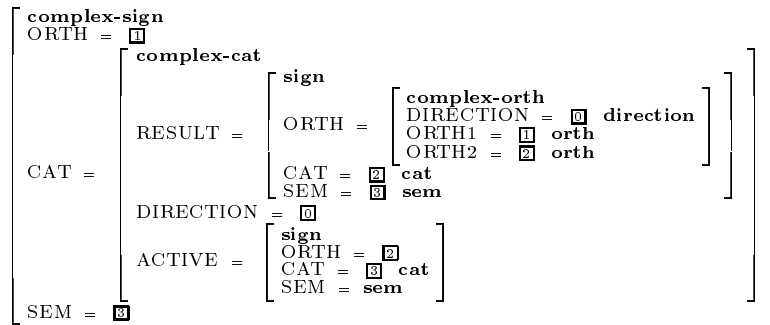 complex-sign
ORTH = 1
complex-cat
sign
complex-orth
DIRECTION = 0 direction
ORTH =
ORTH1 = 1 orth
RESULT =
ORTH2 = 2 orth
CAT =
CAT = 2 cat
SEM = 3 sem
DIRECTION = 0
sign
ORTH = 2
ACTIVE =
CAT = 3 cat
SEM = sem
SEM = 3